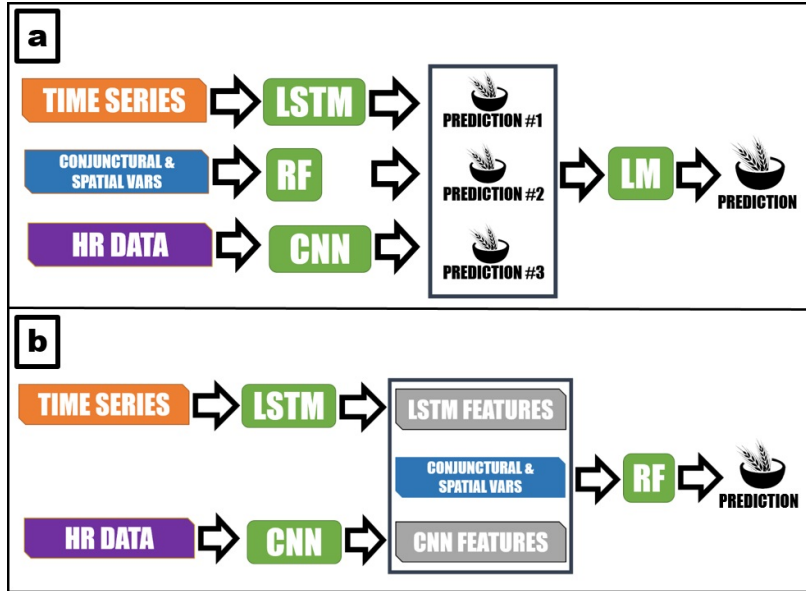 a
TIME SERIES
LSTM
PREDICTION #1
CONJUNCTURAL &
SPATIAL VARS
RF
PREDICTION #2
LM
PREDICTION
HR DATA
CNN
PREDICTION #3
b
TIME SERIES
LSTM
LSTM FEATURES
CONJUNCTURAL &
SPATIAL VARS
RF
PREDICTION
HR DATA
CNN
CNN FEATURES